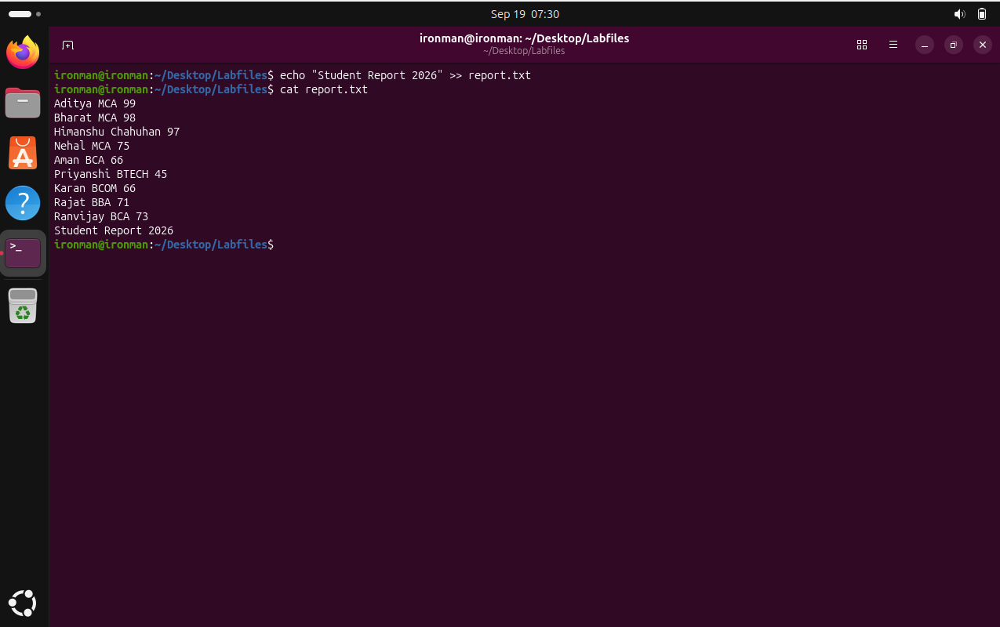 Sep 19 07:30
ironman@ironman: ~/Desktop/Labfiles
~/Desktop/Labfiles
ironman@ironman:~/Desktop/Labfiles$ echo "Student Report 2026" >> report.txt
ironman@ironman:~/Desktop/Labfiles$ cat report.txt
Aditya MCA 99
Bharat MCA 98
Himanshu Chahuhan 97
Nehal MCA 75
Aman BCA 66
Priyanshi BTECH 45
Karan BCOM 66
Rajat BBA 71
Ranvijay BCA 73
Student Report 2026
ironman@ironman:~/Desktop/Labfiles$